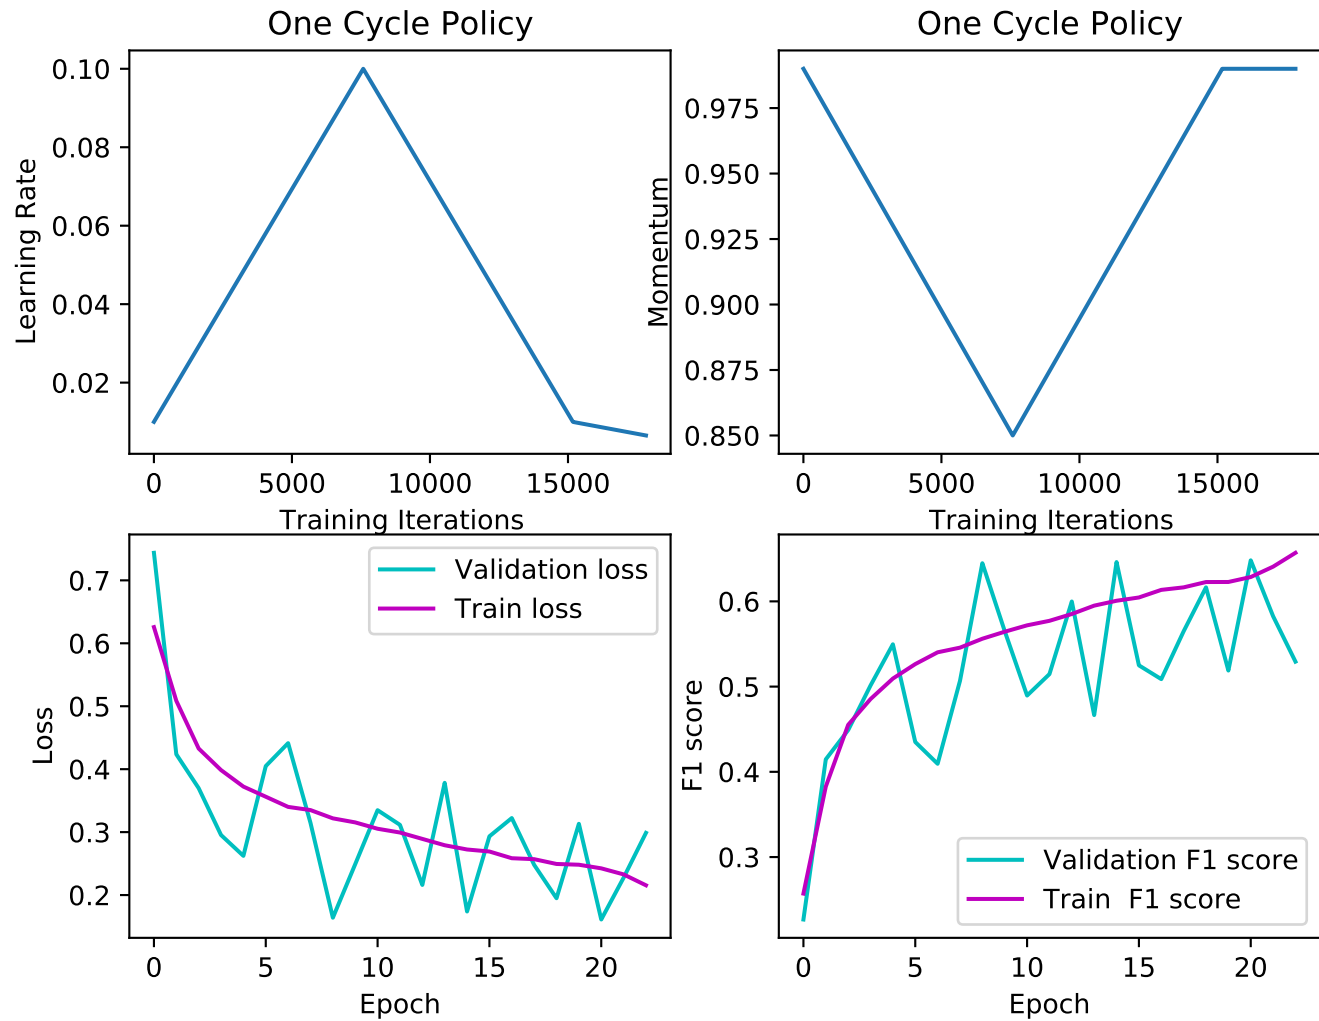 One Cycle Policy
Learning Rate
0.10
0.08
0.06
0.04
0.02
0 5000 10000 15000
Training Iterations
One Cycle Policy
Momentum
0.975
0.950
0.925
0.900
0.875
0.850
0 5000 10000 15000
Training Iterations
Loss
0.7
0.6
0.5
0.4
0.3
0.2
Validation loss
Train loss
0 5 10 15 20
Epoch
F1 score
0.6
0.5
0.4
0.3
Validation F1 score
Train  F1 score
0 5 10 15 20
Epoch